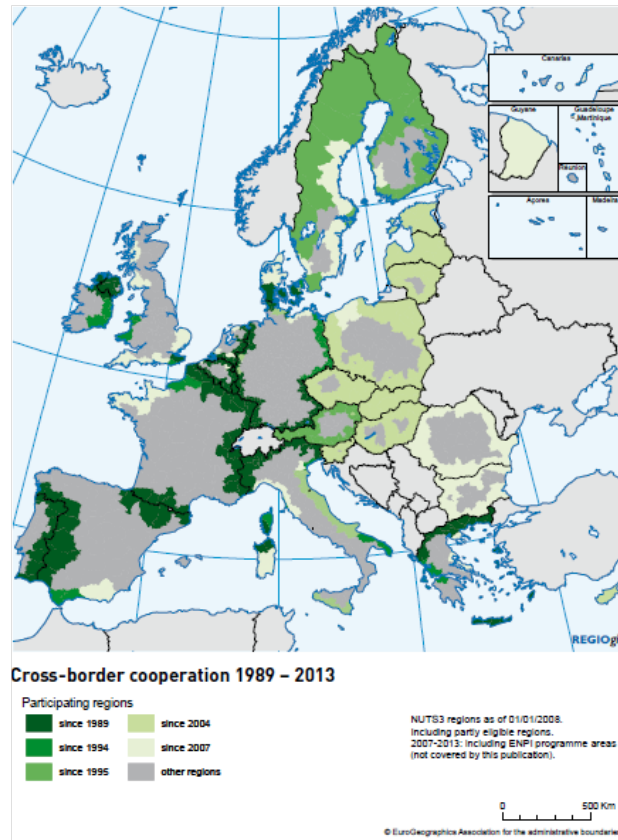 Canarias
Guyane
Guadeloupe
Martinique
Réunion
Açores
Madeira
REGIOgi
Cross-border cooperation 1989 – 2013
Participating regions
since 1989
since 1994
since 1995
since 2004
since 2007
other regions
NUTS3 regions as of 01/01/2008.
Including partly eligible regions.
2007-2013: including ENPI programme areas
(not covered by this publication).
0 500 Km
© EuroGeographics Association for the administrative boundaries